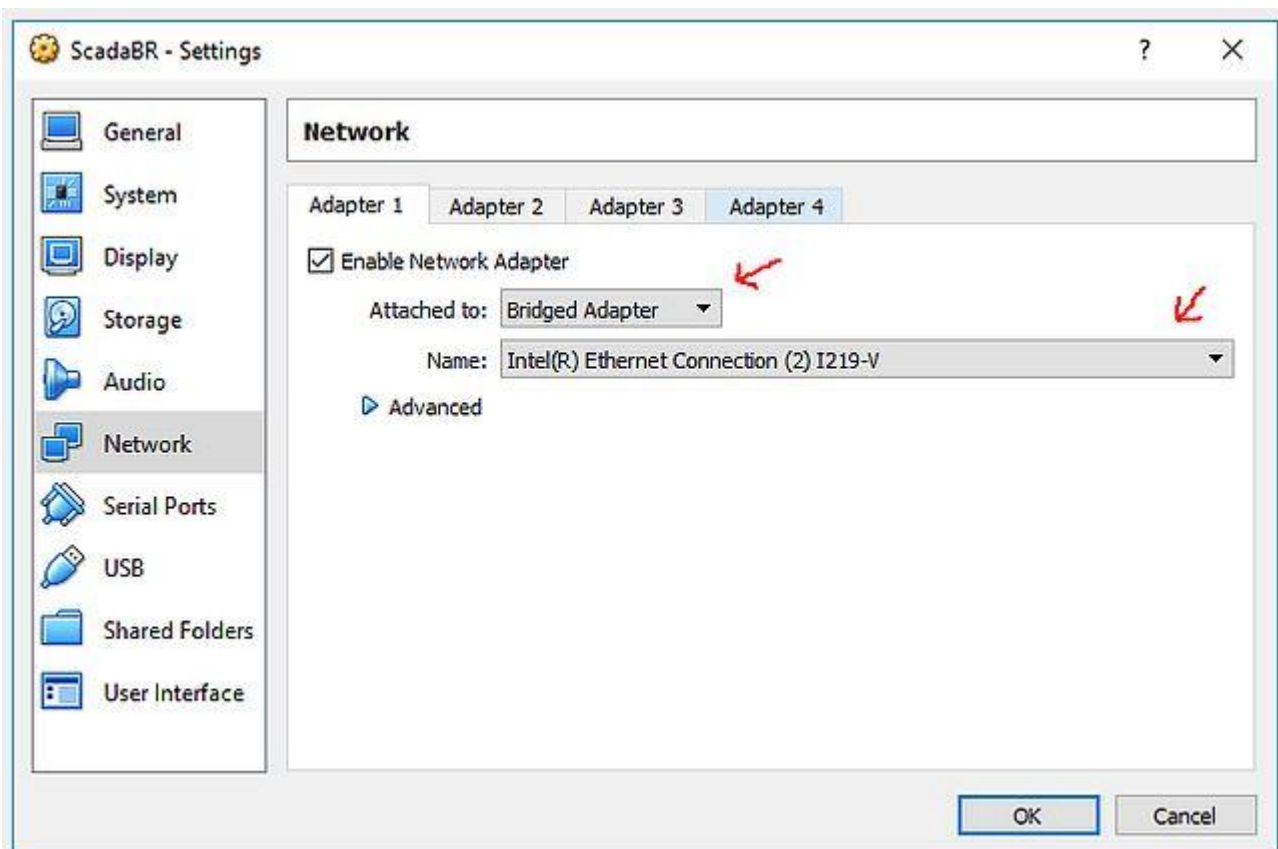 ScadaBR - Settings
?
General
System
Display
Storage
Audio
Network
Serial Ports
USB
Shared Folders
User Interface
Network
Adapter 1 Adapter 2 Adapter 3 Adapter 4
Enable Network Adapter
Attached to: Bridged Adapter
Name: Intel(R) Ethernet Connection (2) I219-V
Advanced
OK Cancel